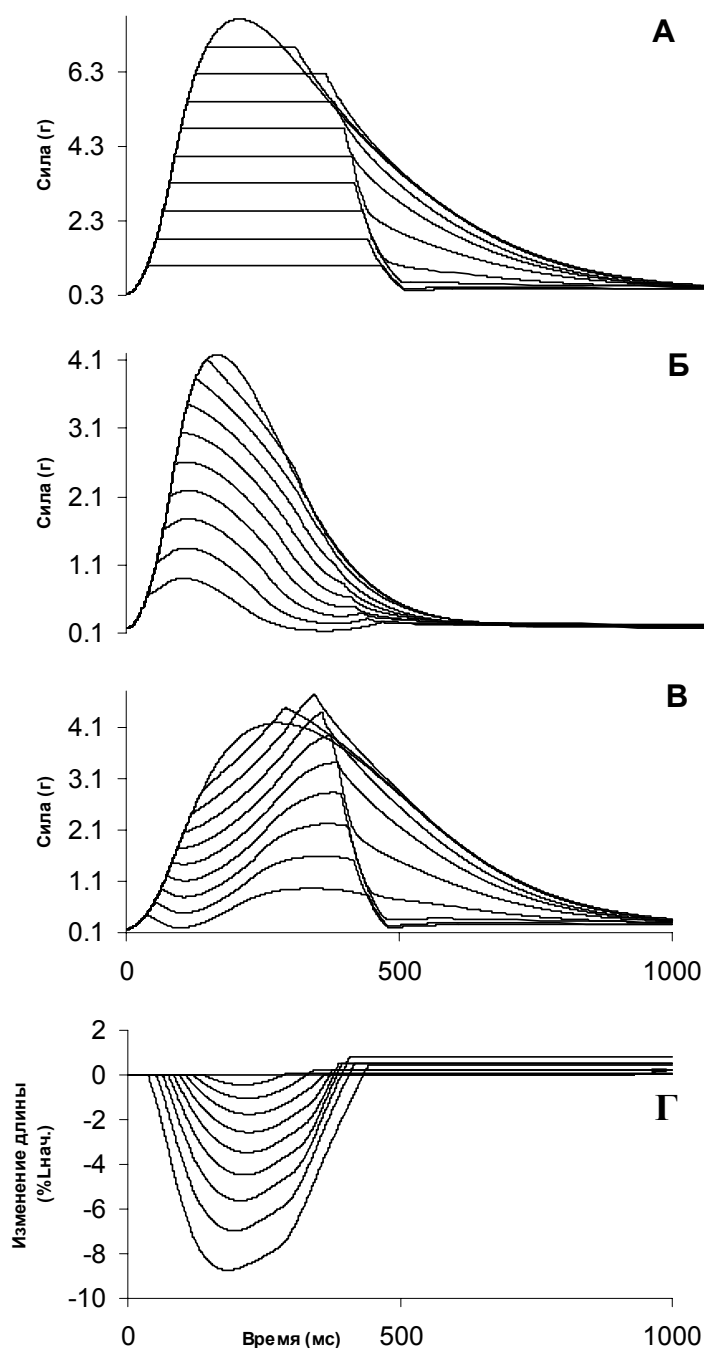 А
Сила (г)
6.3
4.3
2.3
0.3
Б
Сила (г)
4.1
3.1
2.1
1.1
0.1
В
Сила (г)
4.1
3.1
2.1
1.1
0.1
0
500
1000
Г
Изменение длины
(%Lнач.)
2
0
-2
-4
-6
-8
-10
0
Время (мс)
500
1000